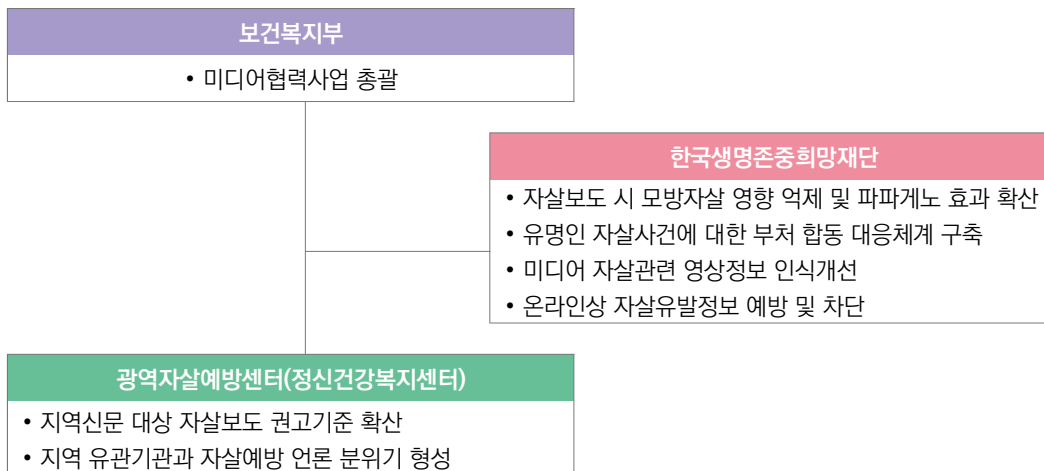 보건복지부
• 미디어협력사업 총괄
한국생명존중희망재단
• 자살보도 시 모방자살 영향 억제 및 파파게노 효과 확산
• 유명인 자살사건에 대한 부처 합동 대응체계 구축
• 미디어 자살관련 영상정보 인식개선
• 온라인상 자살유발정보 예방 및 차단
광역자살예방센터(정신건강복지센터)
• 지역신문 대상 자살보도 권고기준 확산
• 지역 유관기관과 자살예방 언론 분위기 형성